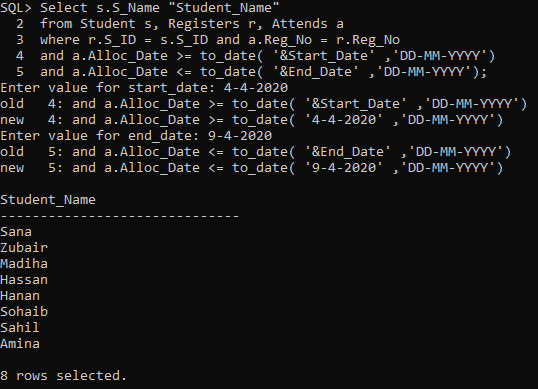 SQL> Select s.S_Name "Student_Name"
  2  from Student s, Registers r, Attends a
  3  where r.S_ID = s.S_ID and a.Reg_No = r.Reg_No
  4  and a.Alloc_Date >= to_date( '&Start_Date' ,'DD-MM-YYYY')
  5  and a.Alloc_Date <= to_date( '&End_Date' ,'DD-MM-YYYY');
Enter value for start_date: 4-4-2020
old   4: and a.Alloc_Date >= to_date( '&Start_Date' ,'DD-MM-YYYY')
new   4: and a.Alloc_Date >= to_date( '4-4-2020' ,'DD-MM-YYYY')
Enter value for end_date: 9-4-2020
old   5: and a.Alloc_Date <= to_date( '&End_Date' ,'DD-MM-YYYY')
new   5: and a.Alloc_Date <= to_date( '9-4-2020' ,'DD-MM-YYYY')
Student_Name
------------------------------
Sana
Zubair
Madiha
Hassan
Hanan
Sohaib
Sahil
Amina
8 rows selected.